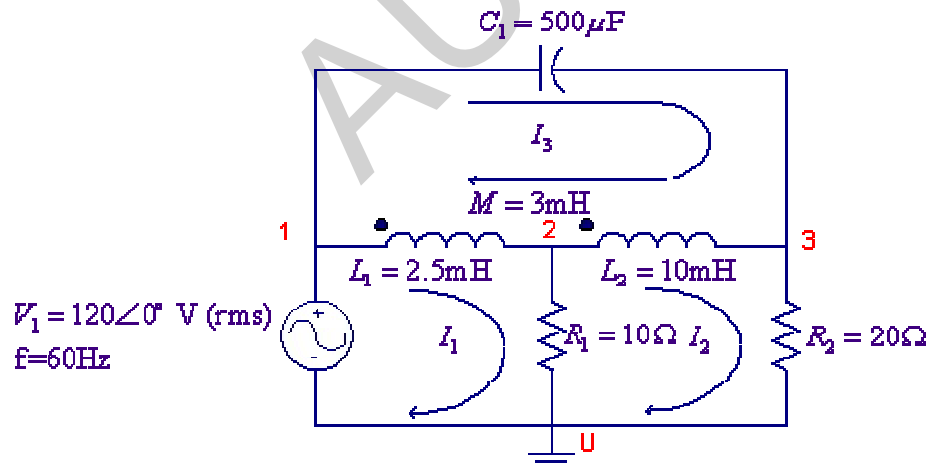 C₁ = 500μF
I₃
M = 3mH
1
2
3
L₁ = 2.5mH
L₂ = 10mH
V₁ = 120∠0° V (rms)
f=60Hz
+
-
I₁
R₁ = 10Ω
I₂
R₂ = 20Ω
U
AU